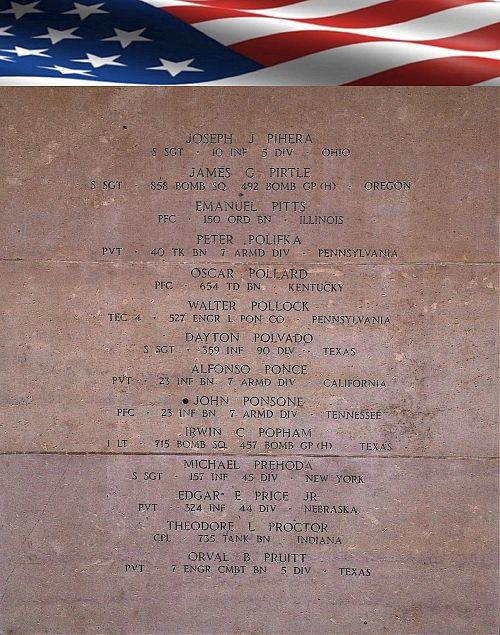 JOSEPH J PIHERA
S SGT · 10 INF 5 DIV · OHIO
JAMES G PIRTLE
S SGT · 858 BOMB SQ 492 BOMB GP (H) · OREGON
EMANUEL PITTS
PFC · 150 ORD BN · ILLINOIS
PETER POLIFKA
PVT · 40 TK BN 7 ARMD DIV · PENNSYLVANIA
OSCAR POLLARD
PFC · 654 TD BN · KENTUCKY
WALTER POLLOCK
TEC 4 · 527 ENGR L PON CO · PENNSYLVANIA
DAYTON POLVADO
S SGT · 359 INF 90 DIV · TEXAS
ALFONSO PONCE
PVT · 23 INF BN 7 ARMD DIV · CALIFORNIA
JOHN PONSONE
PFC · 23 INF BN 7 ARMD DIV · TENNESSEE
IRWIN C POPHAM
1 LT · 715 BOMB SQ 457 BOMB GP (H) · TEXAS
MICHAEL PREHODA
S SGT · 157 INF 45 DIV · NEW YORK
EDGAR E PRICE JR
PVT · 324 INF 44 DIV · NEBRASKA
THEODORE L PROCTOR
CPL · 735 TANK BN · INDIANA
ORVAL B PRUITT
PVT · 7 ENGR CMBT BN 5 DIV · TEXAS